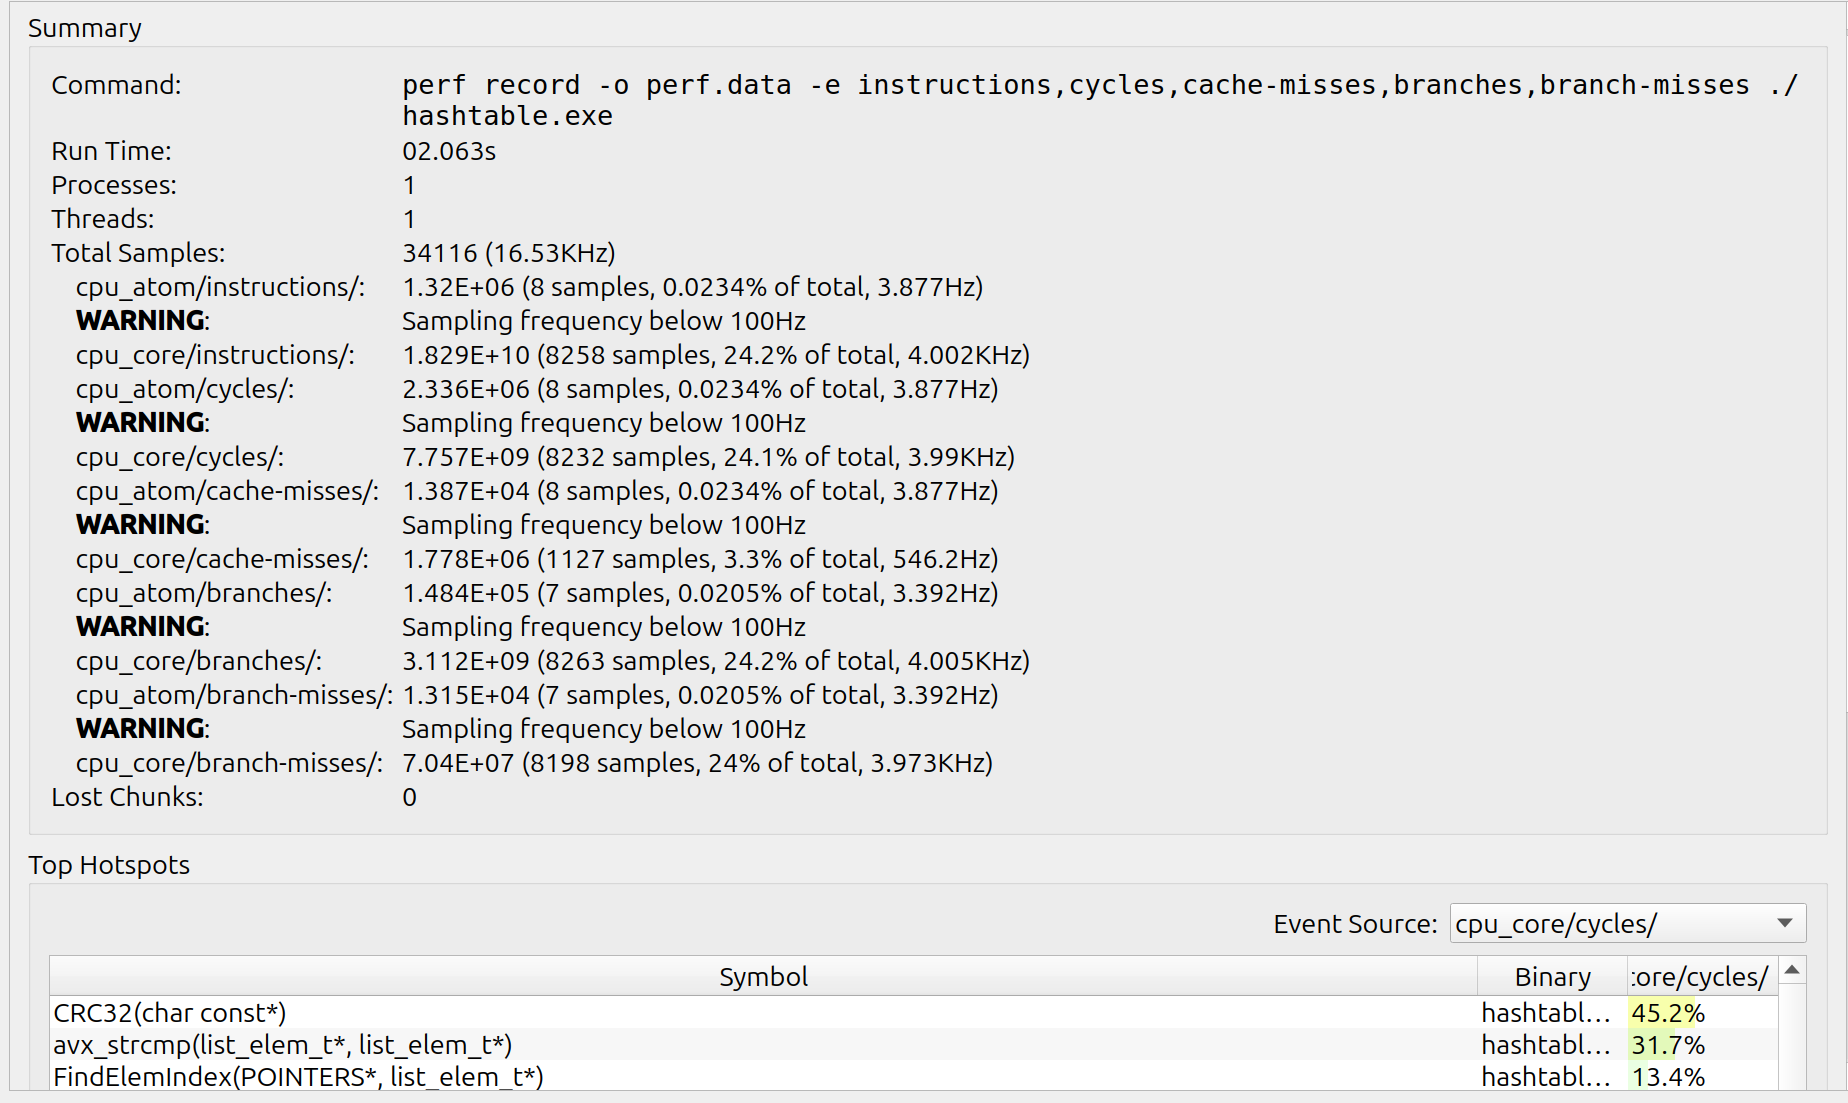 Summary
Command: perf record -o perf.data -e instructions,cycles,cache-misses,branches,branch-misses ./
hashtable.exe
Run Time: 02.063s
Processes: 1
Threads: 1
Total Samples: 34116 (16.53KHz)
cpu_atom/instructions/: 1.32E+06 (8 samples, 0.0234% of total, 3.877Hz)
WARNING: Sampling frequency below 100Hz
cpu_core/instructions/: 1.829E+10 (8258 samples, 24.2% of total, 4.002KHz)
cpu_atom/cycles/: 2.336E+06 (8 samples, 0.0234% of total, 3.877Hz)
WARNING: Sampling frequency below 100Hz
cpu_core/cycles/: 7.757E+09 (8232 samples, 24.1% of total, 3.99KHz)
cpu_atom/cache-misses/: 1.387E+04 (8 samples, 0.0234% of total, 3.877Hz)
WARNING: Sampling frequency below 100Hz
cpu_core/cache-misses/: 1.778E+06 (1127 samples, 3.3% of total, 546.2Hz)
cpu_atom/branches/: 1.484E+05 (7 samples, 0.0205% of total, 3.392Hz)
WARNING: Sampling frequency below 100Hz
cpu_core/branches/: 3.112E+09 (8263 samples, 24.2% of total, 4.005KHz)
cpu_atom/branch-misses/: 1.315E+04 (7 samples, 0.0205% of total, 3.392Hz)
WARNING: Sampling frequency below 100Hz
cpu_core/branch-misses/: 7.04E+07 (8198 samples, 24% of total, 3.973KHz)
Lost Chunks: 0
Top Hotspots
Event Source: cpu_core/cycles/
Symbol Binary :ore/cycles/
CRC32(char const*) hashtabl... 45.2%
avx_strcmp(list_elem_t*, list_elem_t*) hashtabl... 31.7%
FindElemIndex(POINTERS*, list_elem_t*) hashtabl... 13.4%